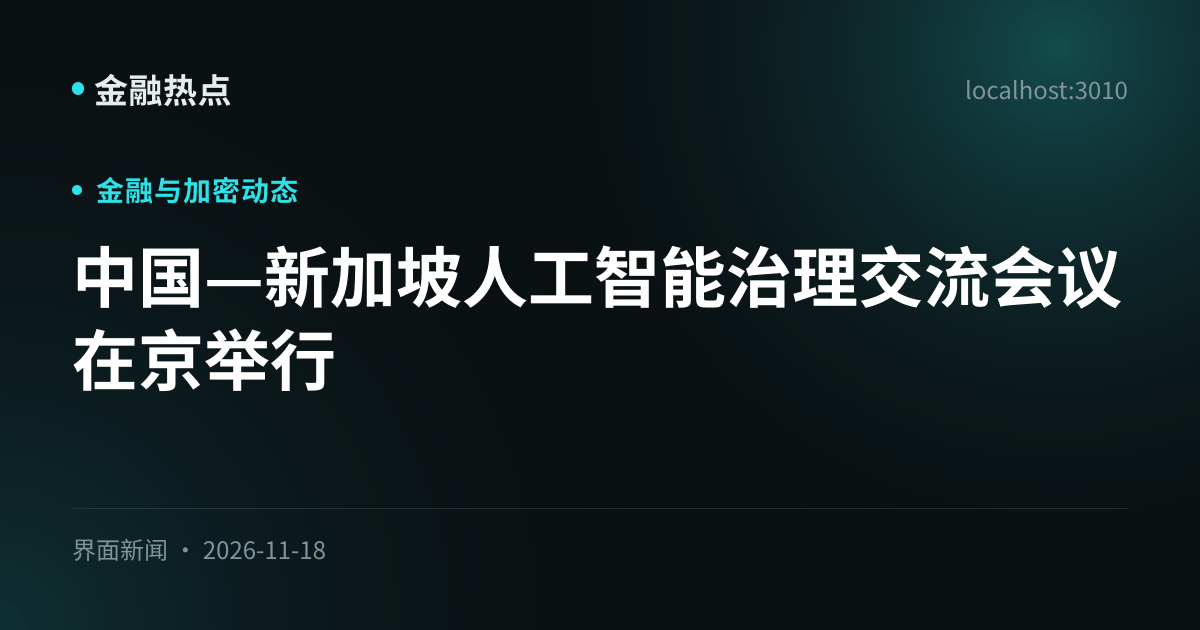 金融热点
localhost:3010
金融与加密动态
中国—新加坡人工智能治理交流会议
在京举行
界面新闻 · 2026-11-18